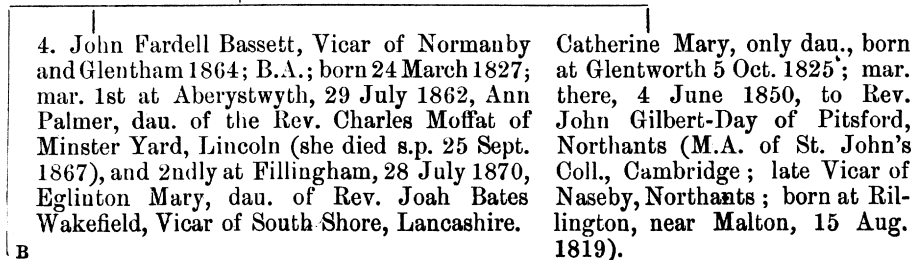 4. John Fardell Bassett, Vicar of Normanby
and Glentham 1864; B.A.; born 24 March 1827;
mar. 1st at Aberystwyth, 29 July 1862, Ann
Palmer, dau. of the Rev. Charles Moffat of
Minster Yard, Lincoln (she died s.p. 25 Sept.
1867), and 2ndly at Fillingham, 28 July 1870,
Eglinton Mary, dau. of Rev. Joah Bates
Wakefield, Vicar of South Shore, Lancashire.
B
Catherine Mary, only dau., born
at Glentworth 5 Oct. 1825; mar.
there, 4 June 1850, to Rev.
John Gilbert-Day of Pitsford,
Northants (M.A. of St. John's
Coll., Cambridge; late Vicar of
Naseby, Northants; born at Ril-
lington, near Malton, 15 Aug.
1819).